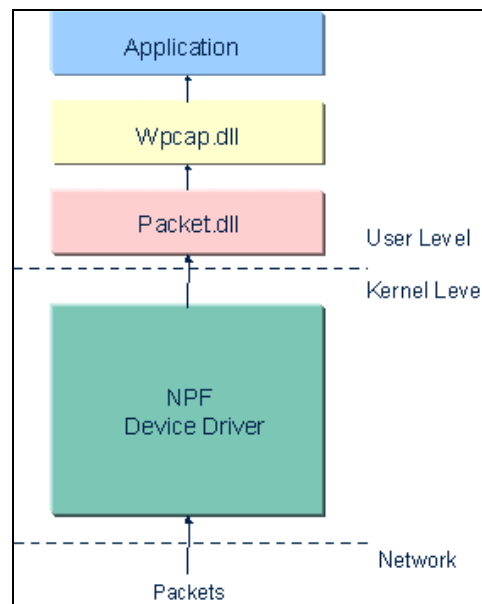 Application
Wpcap.dll
Packet.dll
User Level
Kernel Leve
NPF
Device Driver
Network
Packets